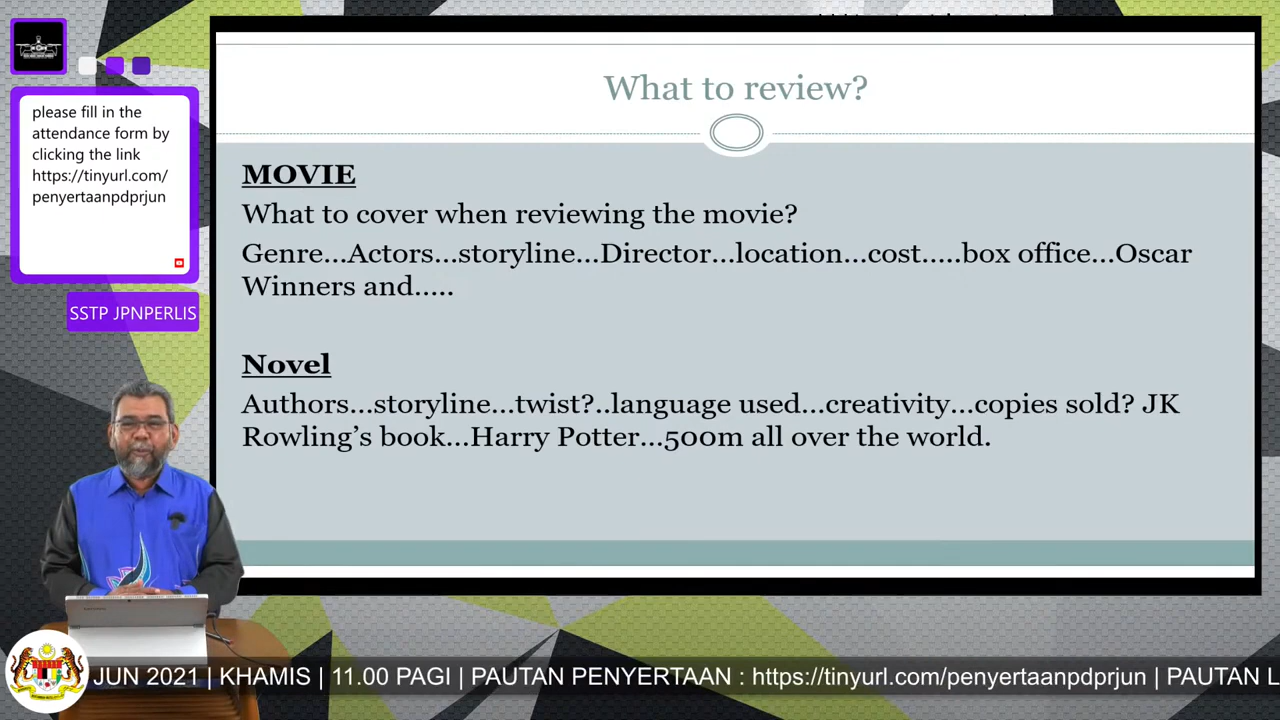 please fill in the
attendance form by
clicking the link
https://tinyurl.com/
penyertaanpdprjun
SSTP JPNPERLIS
What to review?
MOVIE
What to cover when reviewing the movie?
Genre...Actors...storyline...Director...location...cost.....box office...Oscar
Winners and.....
Novel
Authors...storyline...twist?..language used...creativity...copies sold? JK
Rowling's book...Harry Potter...500m all over the world.
JUN 2021 | KHAMIS | 11.00 PAGI | PAUTAN PENYERTAAN : https://tinyurl.com/penyertaanpdprjun | PAUTAN L